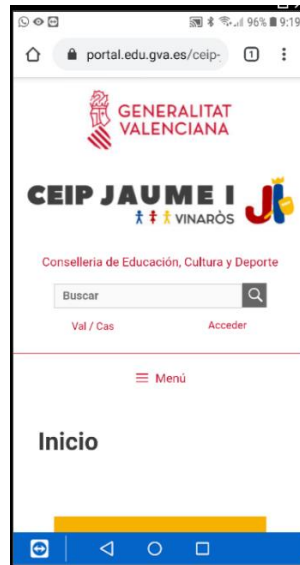 96% 9:19
portal.edu.gva.es/ceip-
1
GENERALITAT
VALENCIANA
CEIP JAUME I
VINARÒS
Conselleria de Educación, Cultura y Deporte
Buscar
Val / Cas Acceder
Menú
Inicio